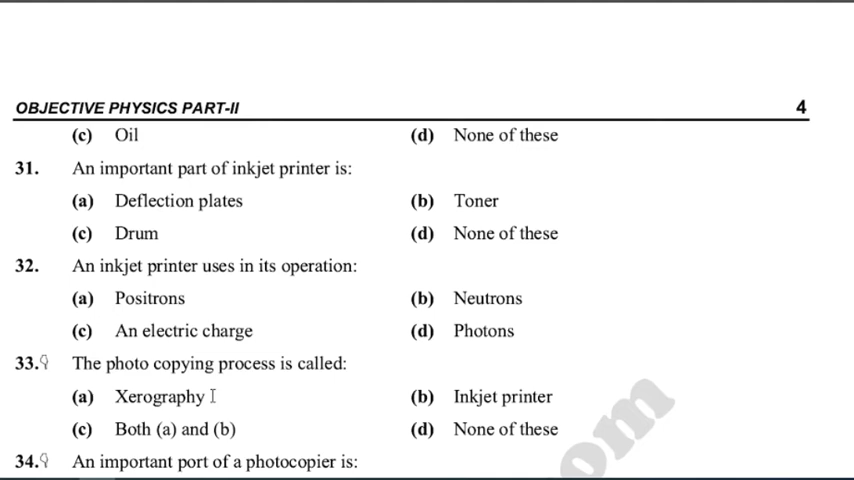 OBJECTIVE PHYSICS PART-II 4
(c) Oil (d) None of these
31. An important part of inkjet printer is:
(a) Deflection plates (b) Toner
(c) Drum (d) None of these
32. An inkjet printer uses in its operation:
(a) Positrons (b) Neutrons
(c) An electric charge (d) Photons
33. The photo copying process is called:
(a) Xerography (b) Inkjet printer
(c) Both (a) and (b) (d) None of these
34. An important port of a photocopier is:
om